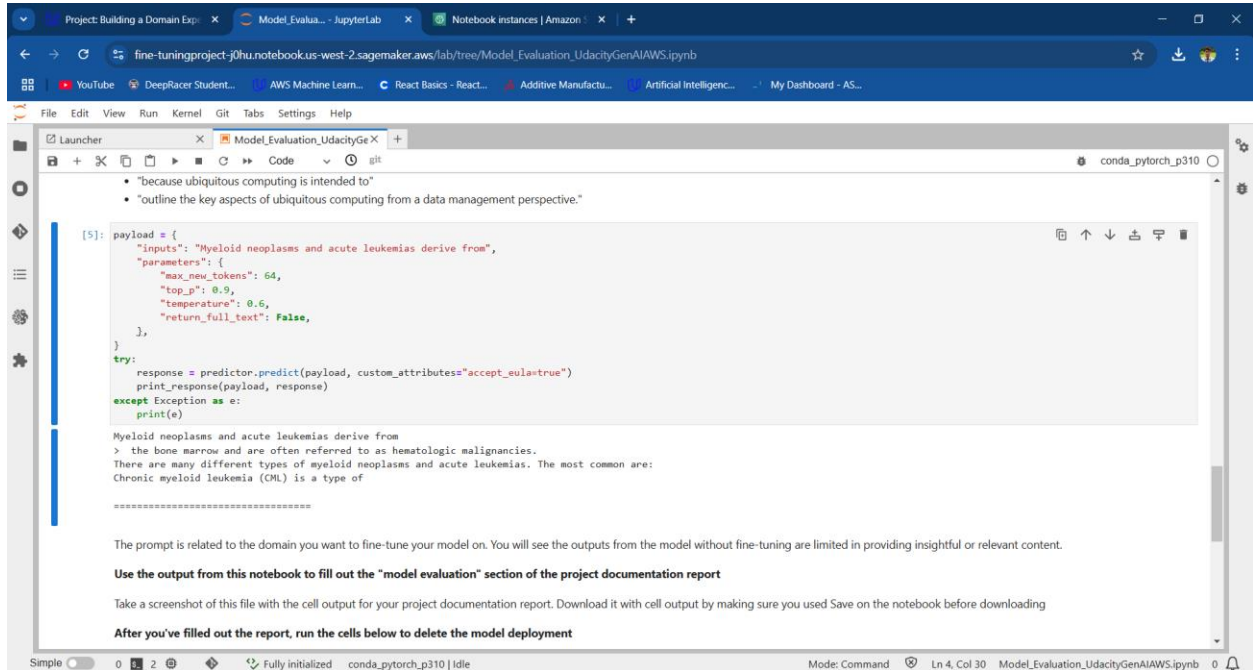 Project: Building a Domain Exp
Model_Evalua... - JupyterLab
Notebook instances | Amazon
fine-tuningproject-j0hu.notebook.us-west-2.sagemaker.aws/lab/tree/Model_Evaluation_UdacityGenAIAWS.ipynb
YouTube DeepRacer Student... AWS Machine Learn... React Basics - React... Additive Manufactu... Artificial Intelligenc... My Dashboard - AS...
File Edit View Run Kernel Git Tabs Settings Help
Launcher Model_Evaluation_UdacityGe
Code git conda_pytorch_p310
• "because ubiquitous computing is intended to"
• "outline the key aspects of ubiquitous computing from a data management perspective."
[5]: payload = {
"inputs": "Myeloid neoplasms and acute leukemias derive from",
"parameters": {
"max_new_tokens": 64,
"top_p": 0.9,
"temperature": 0.6,
"return_full_text": False,
},
}
try:
response = predictor.predict(payload, custom_attributes="accept_eula=true")
print_response(payload, response)
except Exception as e:
print(e)
Myeloid neoplasms and acute leukemias derive from
> the bone marrow and are often referred to as hematologic malignancies.
There are many different types of myeloid neoplasms and acute leukemias. The most common are:
Chronic myeloid leukemia (CML) is a type of
==================================
The prompt is related to the domain you want to fine-tune your model on. You will see the outputs from the model without fine-tuning are limited in providing insightful or relevant content.
Use the output from this notebook to fill out the "model evaluation" section of the project documentation report
Take a screenshot of this file with the cell output for your project documentation report. Download it with cell output by making sure you used Save on the notebook before downloading
After you've filled out the report, run the cells below to delete the model deployment
Simple 0 2 Fully initialized conda_pytorch_p310 | Idle Mode: Command Ln 4, Col 30 Model_Evaluation_UdacityGenAIAWS.ipynb 0